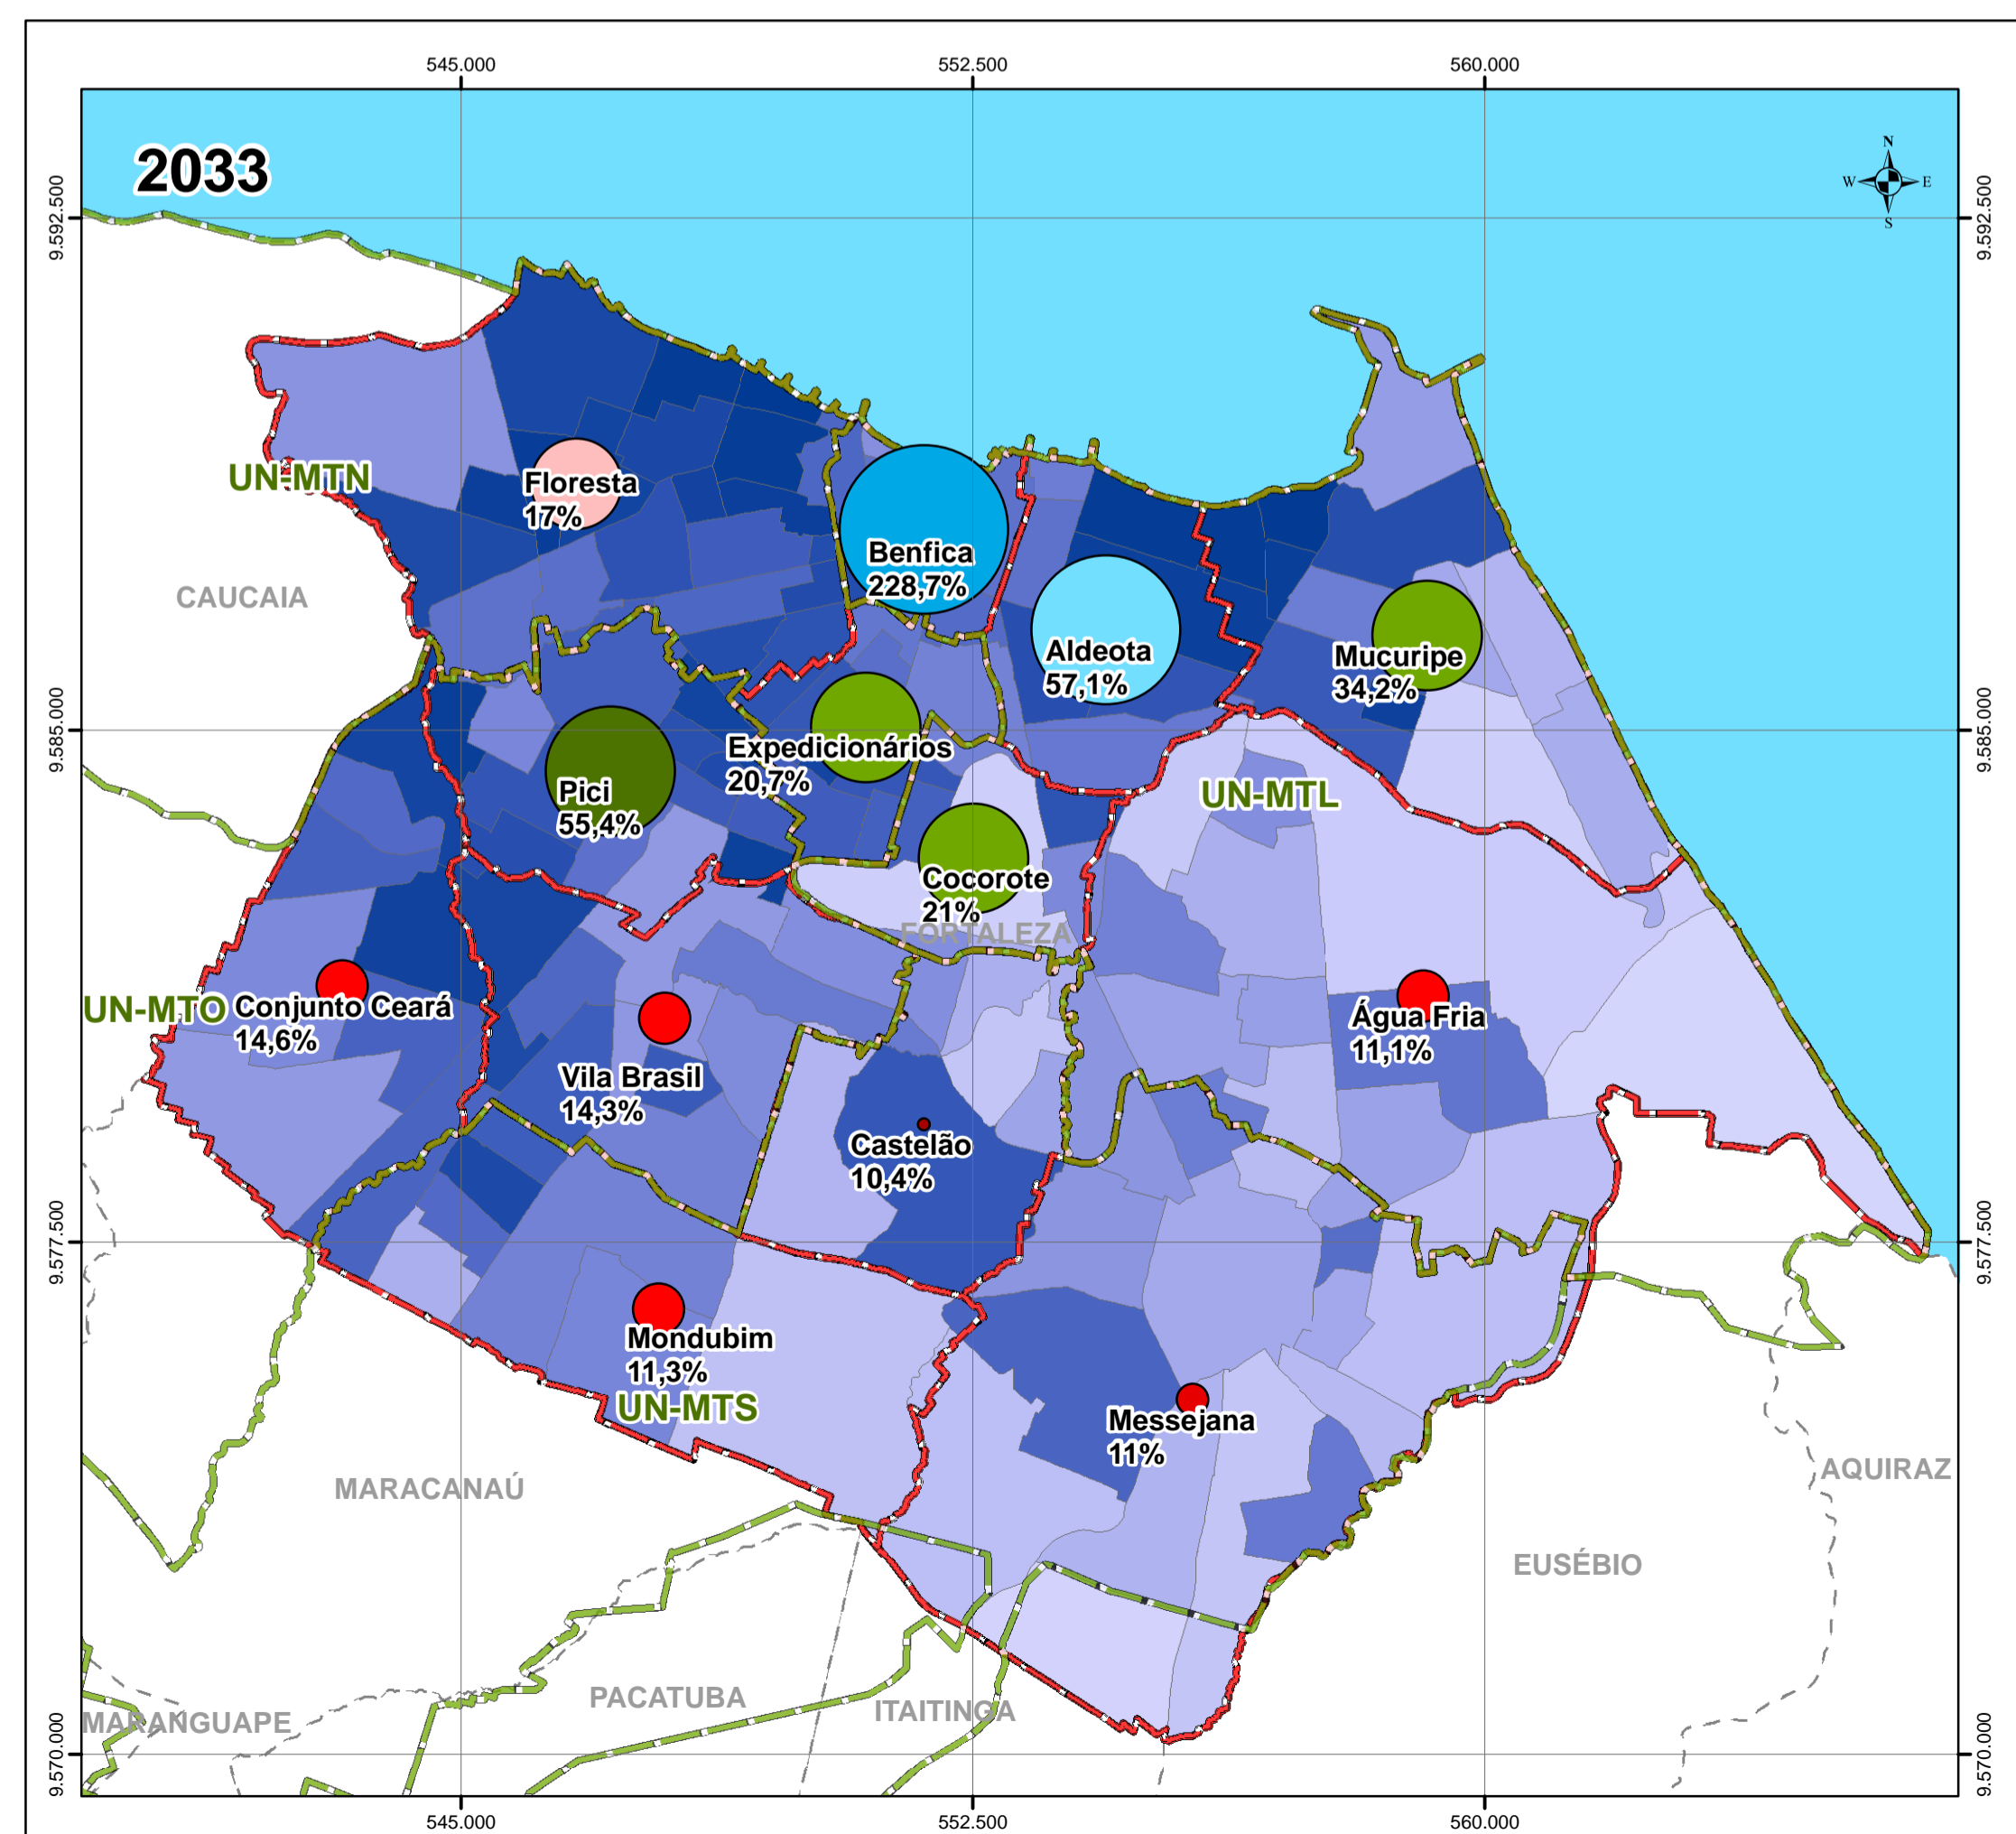 545.000
552.500
560.000
2033
N
W
E
S
9.592.500
9.592.500
UN-MTN
Floresta
17%
Benfica
228,7%
CAUCAIA
Aldeota
57,1%
Mucuripe
34,2%
9.585.000
9.585.000
Expedicionários
20,7%
Pici
55,4%
UN-MTL
Cocorote
21%
FORTALEZA
UN-MTO
Conjunto Ceará
14,6%
Água Fria
11,1%
Vila Brasil
14,3%
Castelão
10,4%
9.577.500
9.577.500
Mondubim
11,3%
UN-MTS
Messejana
11%
MARACANAÚ
AQUIRAZ
EUSÉBIO
PACATUBA
ITAITINGA
MARANGUAPE
9.570.000
9.570.000
545.000
552.500
560.000